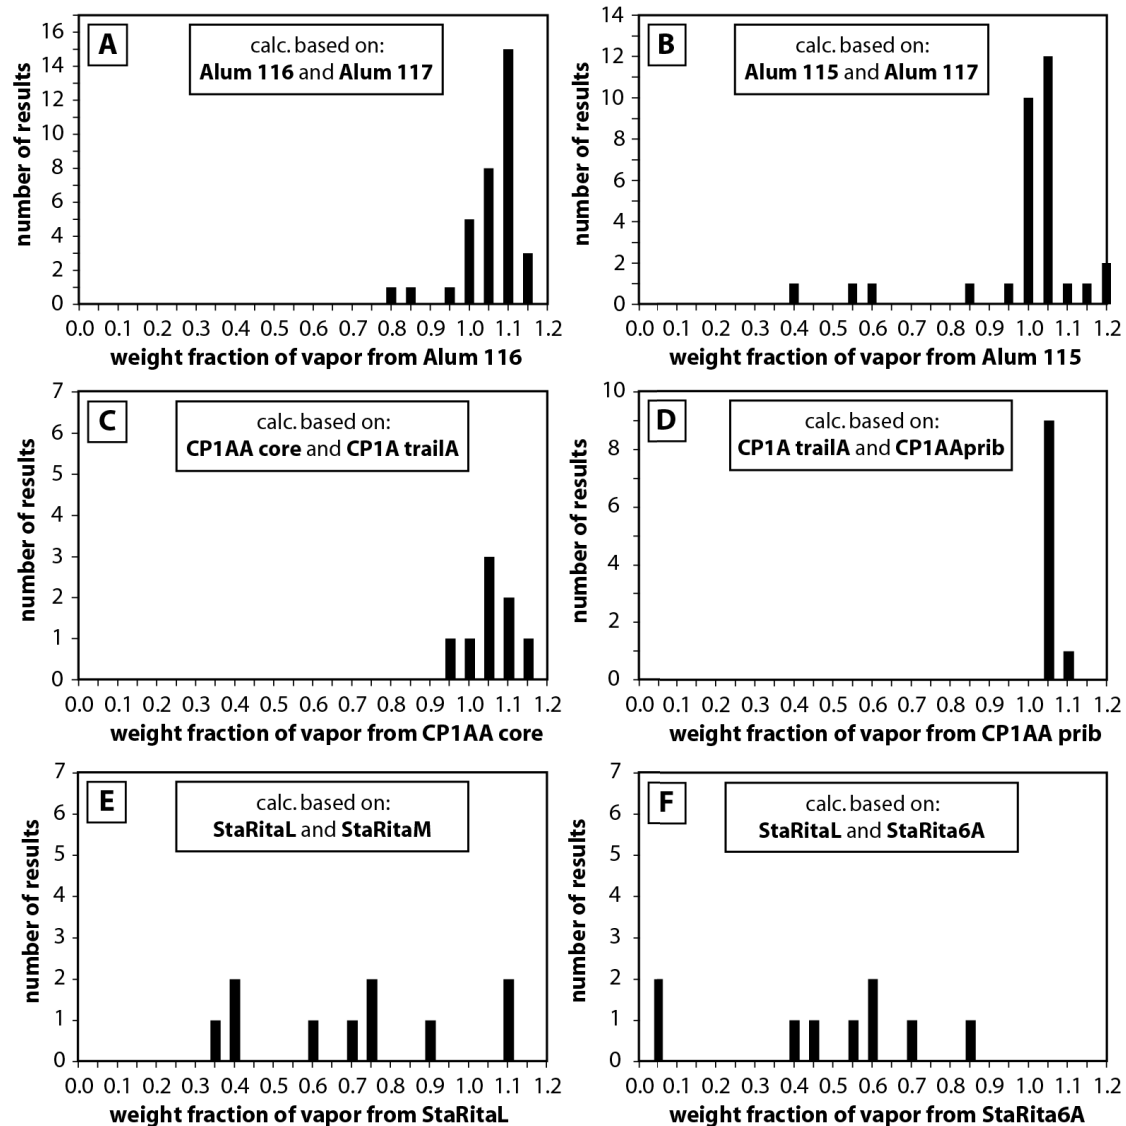 A
calc. based on:
Alum 116 and Alum 117
number of results
16
14
12
10
8
6
4
2
0
0.0 0.1 0.2 0.3 0.4 0.5 0.6 0.7 0.8 0.9 1.0 1.1 1.2
weight fraction of vapor from Alum 116
B
calc. based on:
Alum 115 and Alum 117
number of results
14
12
10
8
6
4
2
0
0.0 0.1 0.2 0.3 0.4 0.5 0.6 0.7 0.8 0.9 1.0 1.1 1.2
weight fraction of vapor from Alum 115
C
calc. based on:
CP1AA core and CP1A trailA
number of results
7
6
5
4
3
2
1
0
0.0 0.1 0.2 0.3 0.4 0.5 0.6 0.7 0.8 0.9 1.0 1.1 1.2
weight fraction of vapor from CP1AA core
D
calc. based on:
CP1A trailA and CP1AAprib
number of results
10
8
6
4
2
0
0.0 0.1 0.2 0.3 0.4 0.5 0.6 0.7 0.8 0.9 1.0 1.1 1.2
weight fraction of vapor from CP1AA prib
E
calc. based on:
StaRitaL and StaRitaM
number of results
7
6
5
4
3
2
1
0
0.0 0.1 0.2 0.3 0.4 0.5 0.6 0.7 0.8 0.9 1.0 1.1 1.2
weight fraction of vapor from StaRitaL
F
calc. based on:
StaRitaL and StaRita6A
number of results
7
6
5
4
3
2
1
0
0.0 0.1 0.2 0.3 0.4 0.5 0.6 0.7 0.8 0.9 1.0 1.1 1.2
weight fraction of vapor from StaRita6A